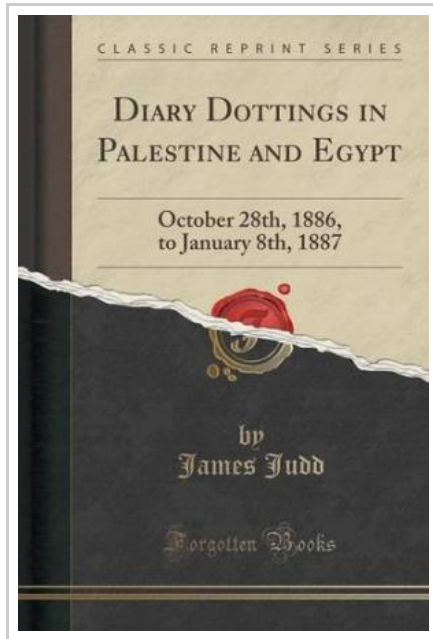 CLASSIC REPRINT SERIES
DIARY DOTTINGS IN
PALESTINE AND EGYPT
October 28th, 1886,
to January 8th, 1887
by
James Judd
Forgotten Books